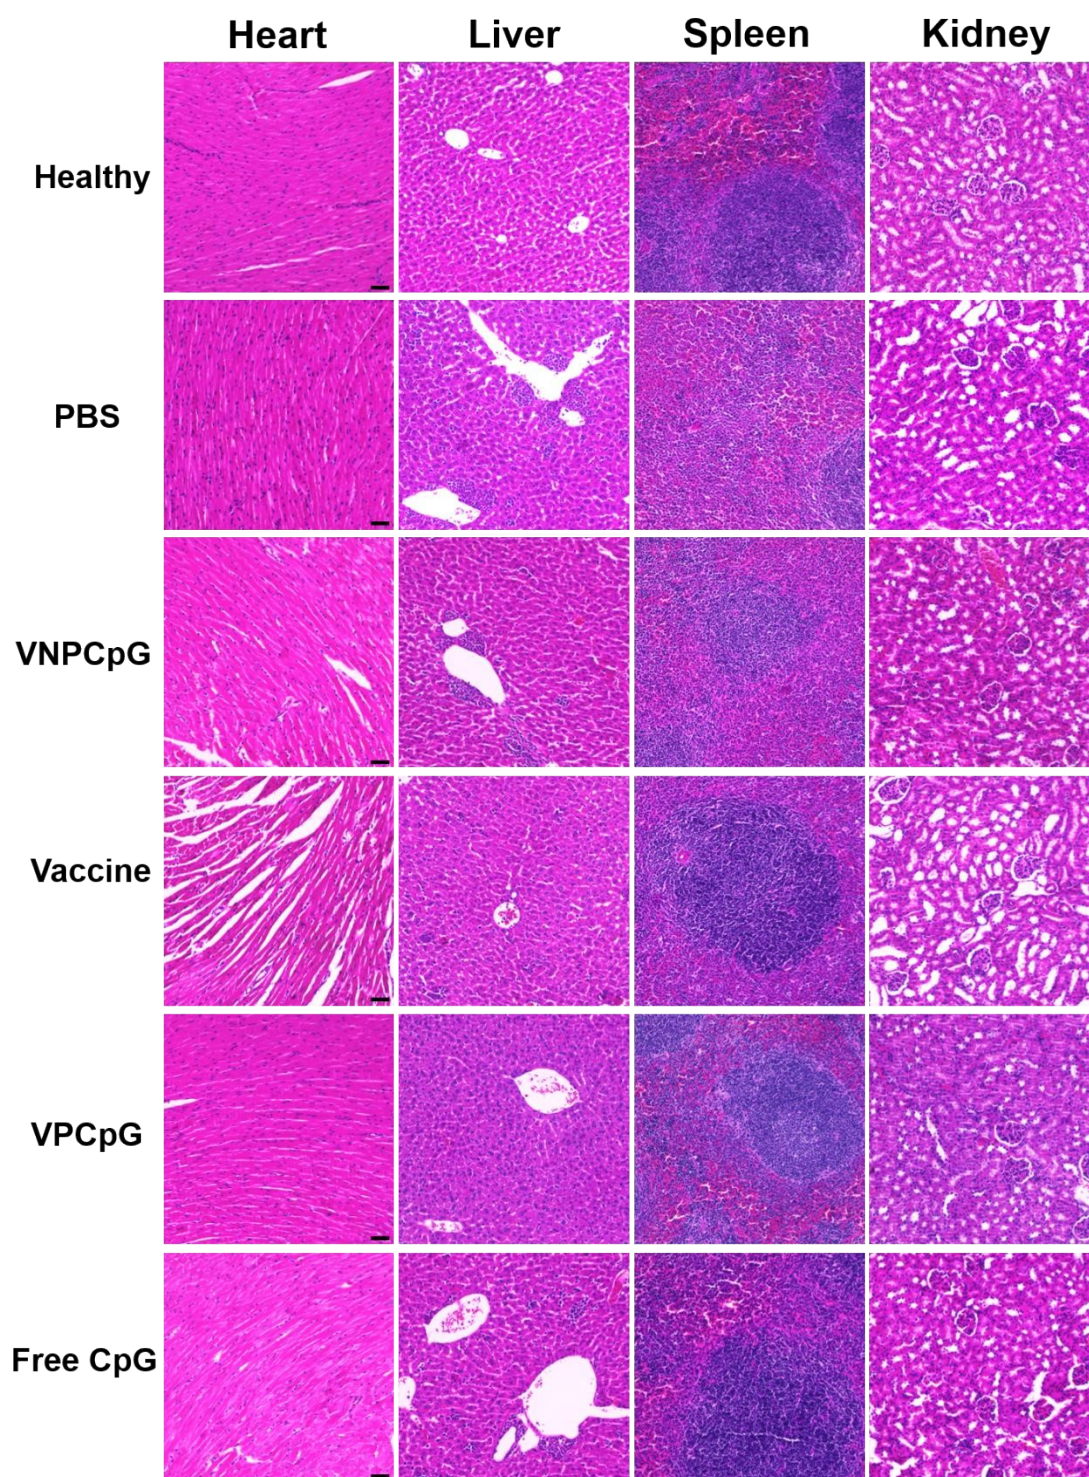 Heart Liver Spleen Kidney
Healthy
PBS
VNPCpG
Vaccine
VPCpG
Free CpG